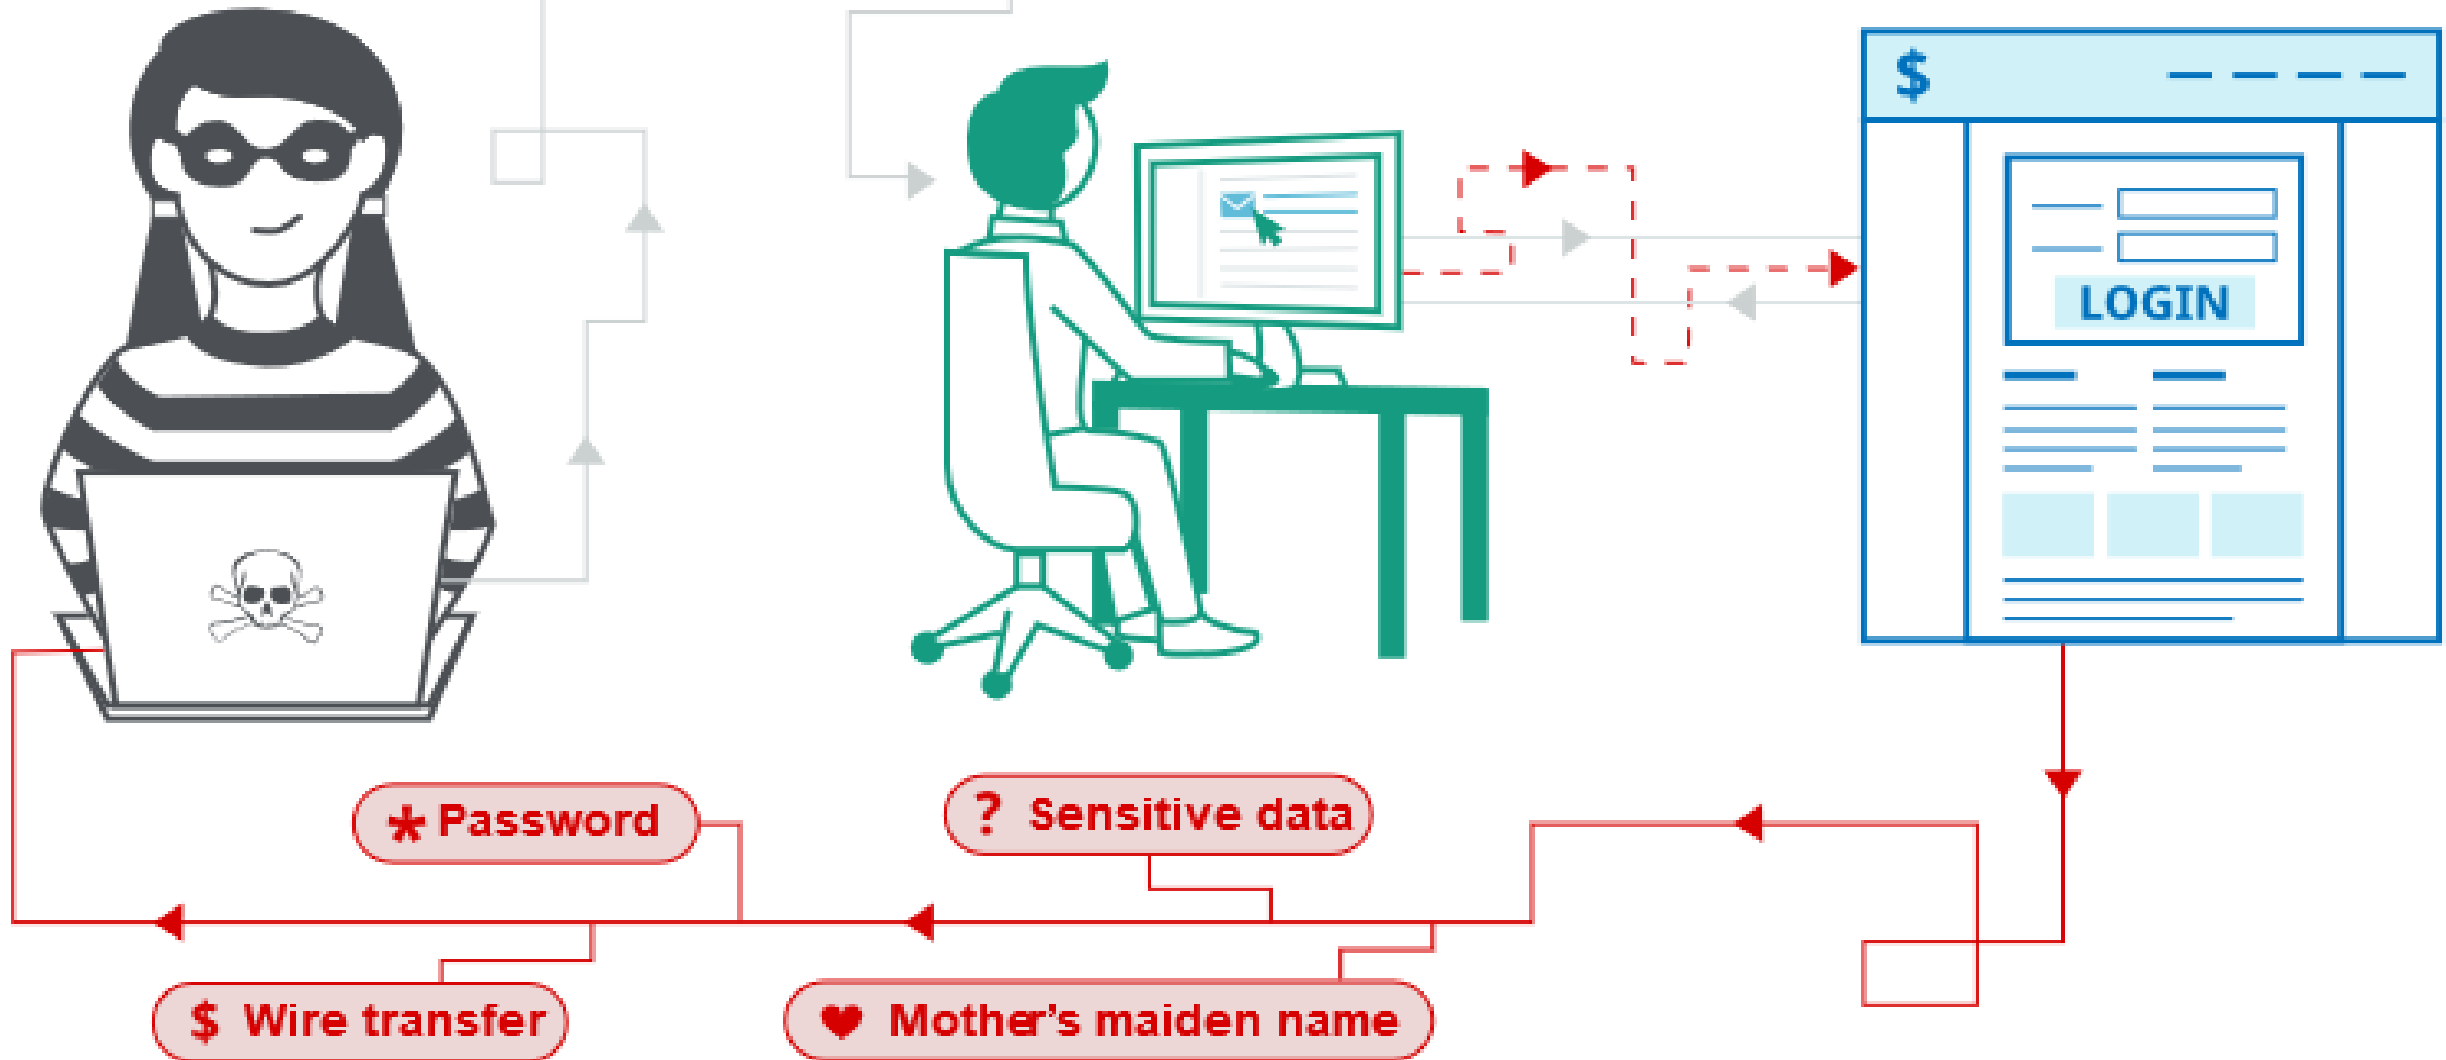 $
LOGIN
* Password
? Sensitive data
$ Wire transfer
♥ Mother's maiden name